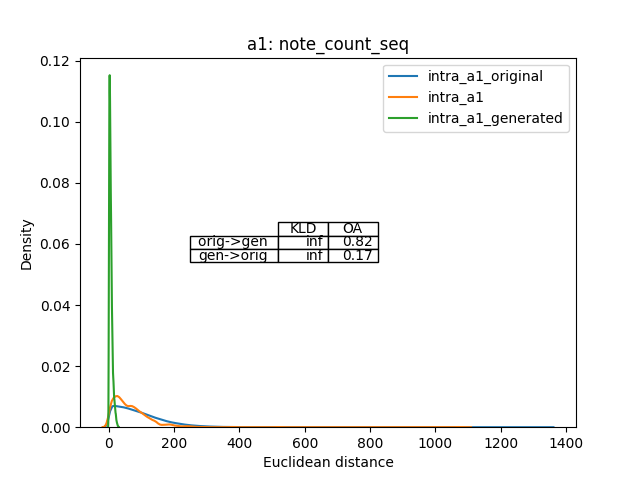 a1: note_count_seq
0.12
0.10
0.08
0.06
0.04
0.02
0.00
Density
intra_a1_original
intra_a1
intra_a1_generated
KLD OA
orig->gen inf 0.82
gen->orig inf 0.17
0 200 400 600 800 1000 1200 1400
Euclidean distance